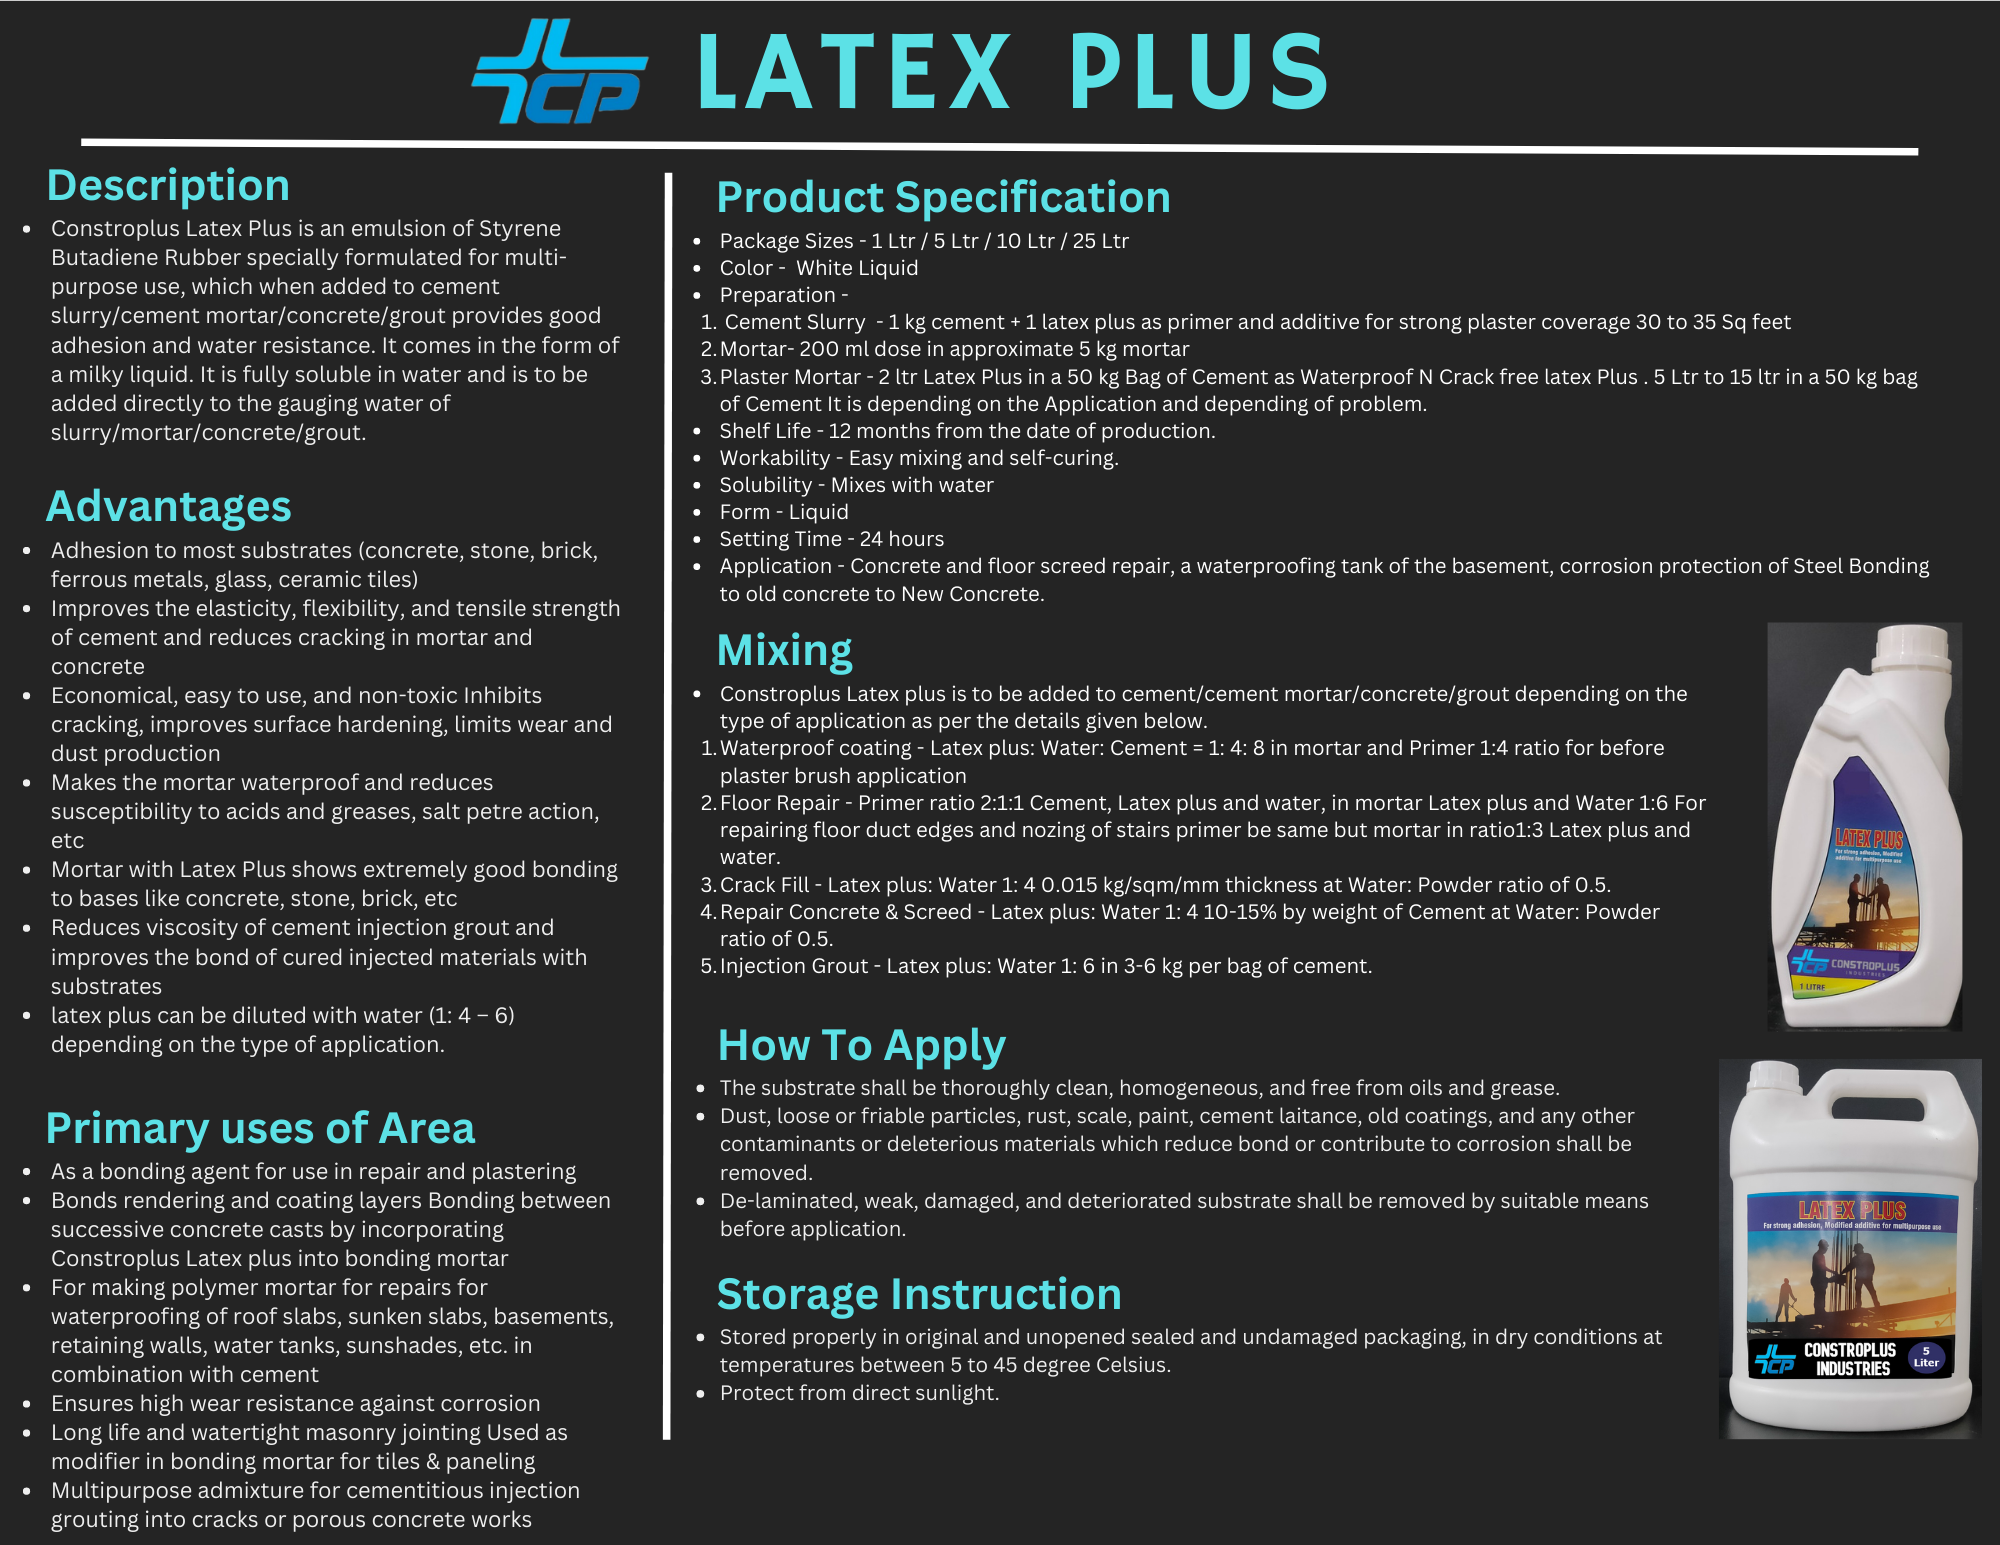 CP LATEX PLUS
Description
• Constroplus Latex Plus is an emulsion of Styrene
Butadiene Rubber specially formulated for multi-
purpose use, which when added to cement
slurry/cement mortar/concrete/grout provides good
adhesion and water resistance. It comes in the form of
a milky liquid. It is fully soluble in water and is to be
added directly to the gauging water of
slurry/mortar/concrete/grout.
Advantages
• Adhesion to most substrates (concrete, stone, brick,
ferrous metals, glass, ceramic tiles)
• Improves the elasticity, flexibility, and tensile strength
of cement and reduces cracking in mortar and
concrete
• Economical, easy to use, and non-toxic Inhibits
cracking, improves surface hardening, limits wear and
dust production
• Makes the mortar waterproof and reduces
susceptibility to acids and greases, salt petre action,
etc
• Mortar with Latex Plus shows extremely good bonding
to bases like concrete, stone, brick, etc
• Reduces viscosity of cement injection grout and
improves the bond of cured injected materials with
substrates
• latex plus can be diluted with water (1: 4 – 6)
depending on the type of application.
Primary uses of Area
• As a bonding agent for use in repair and plastering
• Bonds rendering and coating layers Bonding between
successive concrete casts by incorporating
Constroplus Latex plus into bonding mortar
• For making polymer mortar for repairs for
waterproofing of roof slabs, sunken slabs, basements,
retaining walls, water tanks, sunshades, etc. in
combination with cement
• Ensures high wear resistance against corrosion
• Long life and watertight masonry jointing Used as
modifier in bonding mortar for tiles & paneling
• Multipurpose admixture for cementitious injection
grouting into cracks or porous concrete works
Product Specification
• Package Sizes - 1 Ltr / 5 Ltr / 10 Ltr / 25 Ltr
• Color - White Liquid
• Preparation -
1. Cement Slurry - 1 kg cement + 1 latex plus as primer and additive for strong plaster coverage 30 to 35 Sq feet
2. Mortar- 200 ml dose in approximate 5 kg mortar
3. Plaster Mortar - 2 ltr Latex Plus in a 50 kg Bag of Cement as Waterproof N Crack free latex Plus . 5 Ltr to 15 ltr in a 50 kg bag
of Cement It is depending on the Application and depending of problem.
• Shelf Life - 12 months from the date of production.
• Workability - Easy mixing and self-curing.
• Solubility - Mixes with water
• Form - Liquid
• Setting Time - 24 hours
• Application - Concrete and floor screed repair, a waterproofing tank of the basement, corrosion protection of Steel Bonding
to old concrete to New Concrete.
Mixing
• Constroplus Latex plus is to be added to cement/cement mortar/concrete/grout depending on the
type of application as per the details given below.
1. Waterproof coating - Latex plus: Water: Cement = 1: 4: 8 in mortar and Primer 1:4 ratio for before
plaster brush application
2. Floor Repair - Primer ratio 2:1:1 Cement, Latex plus and water, in mortar Latex plus and Water 1:6 For
repairing floor duct edges and nozing of stairs primer be same but mortar in ratio1:3 Latex plus and
water.
3. Crack Fill - Latex plus: Water 1: 4 0.015 kg/sqm/mm thickness at Water: Powder ratio of 0.5.
4. Repair Concrete & Screed - Latex plus: Water 1: 4 10-15% by weight of Cement at Water: Powder
ratio of 0.5.
5. Injection Grout - Latex plus: Water 1: 6 in 3-6 kg per bag of cement.
How To Apply
• The substrate shall be thoroughly clean, homogeneous, and free from oils and grease.
• Dust, loose or friable particles, rust, scale, paint, cement laitance, old coatings, and any other
contaminants or deleterious materials which reduce bond or contribute to corrosion shall be
removed.
• De-laminated, weak, damaged, and deteriorated substrate shall be removed by suitable means
before application.
Storage Instruction
• Stored properly in original and unopened sealed and undamaged packaging, in dry conditions at
temperatures between 5 to 45 degree Celsius.
• Protect from direct sunlight.
LATEX PLUS
For strong adhesion, Modified
additive for multipurpose use
CP CONSTROPLUS
INDUSTRIES
1 LITRE
LATEX PLUS
For strong adhesion, Modified additive for multipurpose use
CP CONSTROPLUS
INDUSTRIES
5
Liter